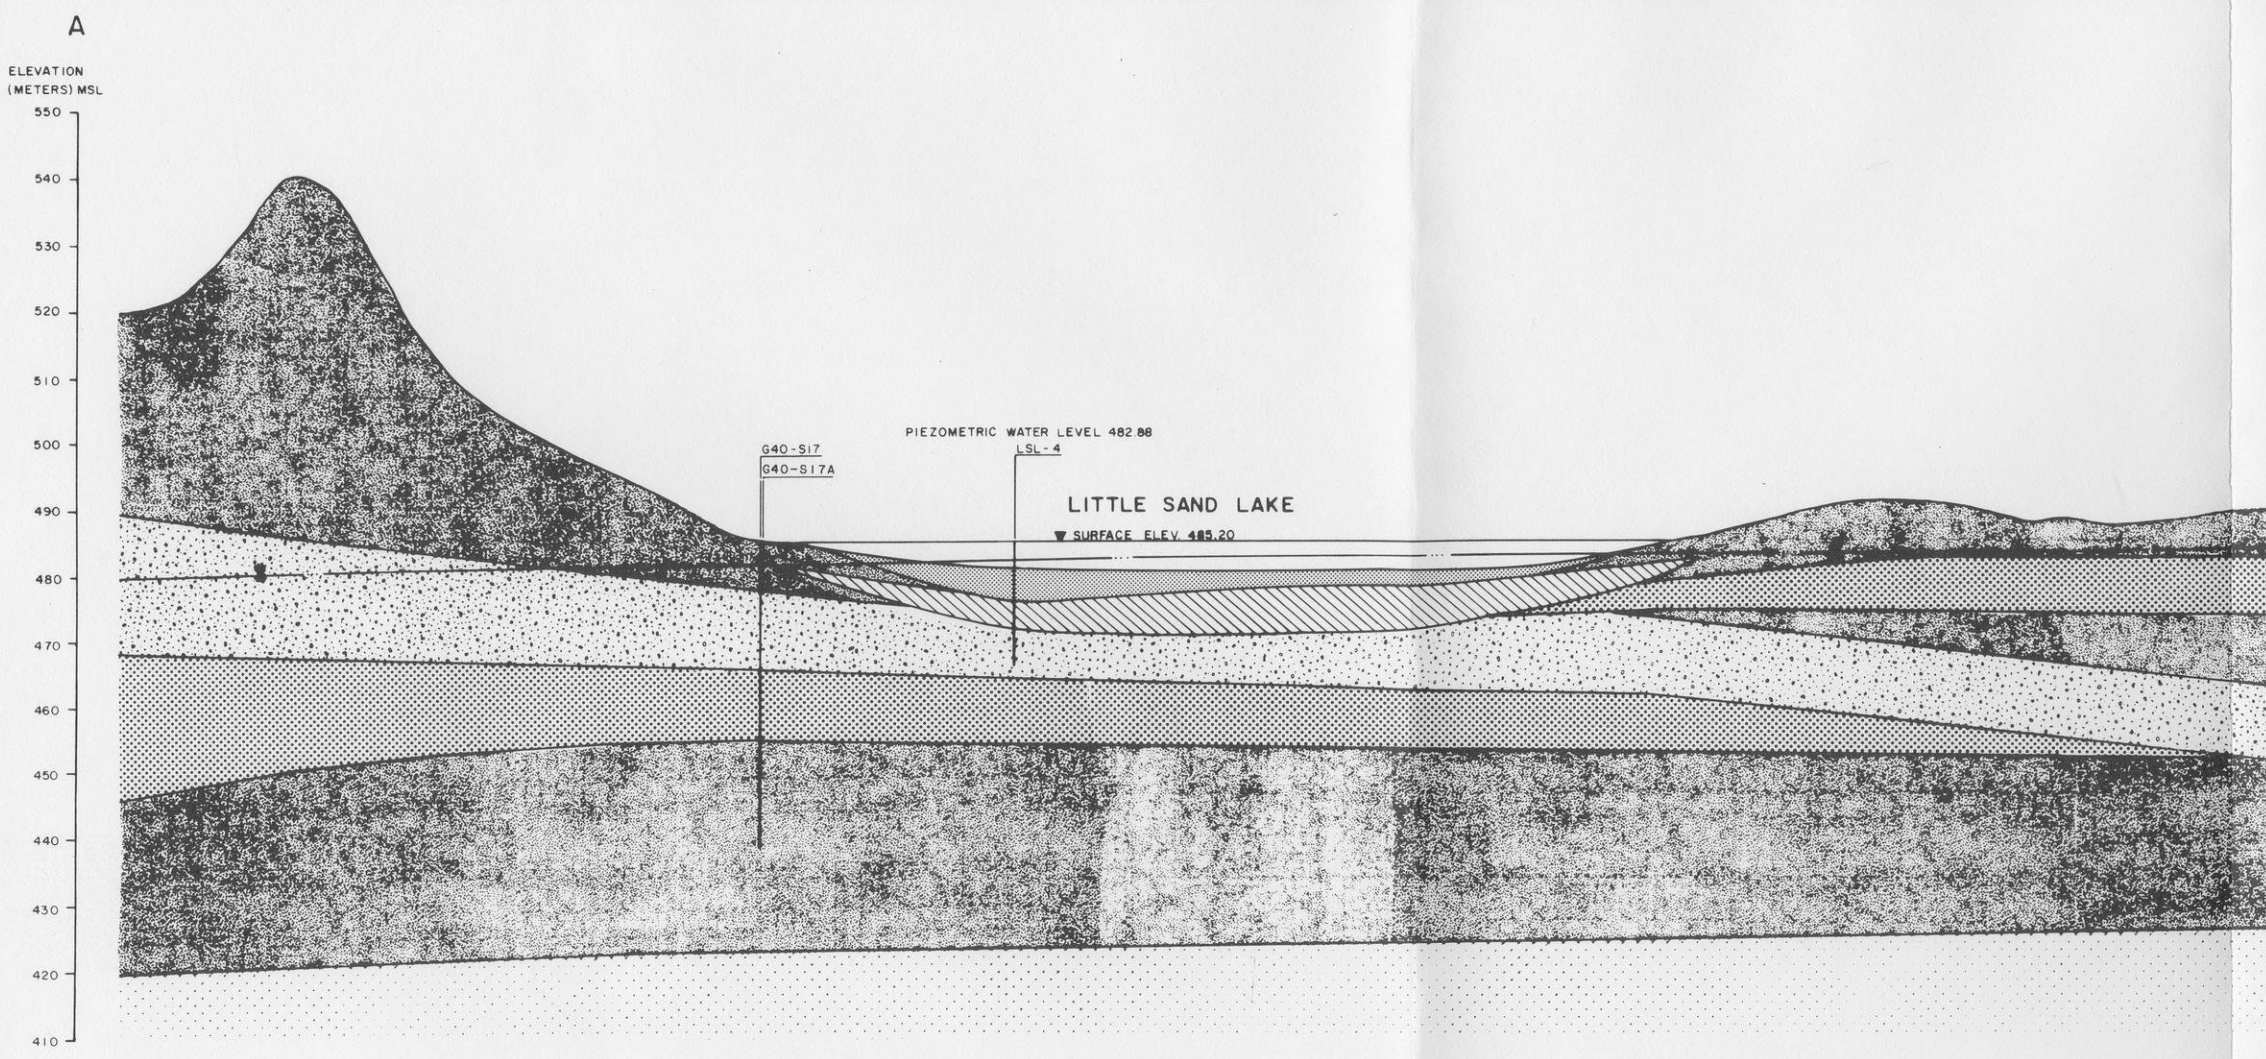 A
ELEVATION
(METERS) MSL
550
540
530
520
510
500
490
480
470
460
450
440
430
420
410
PIEZOMETRIC WATER LEVEL 482.88
G40-S17
LSL-4
G40-S17A
LITTLE SAND LAKE
SURFACE ELEV. 485.20